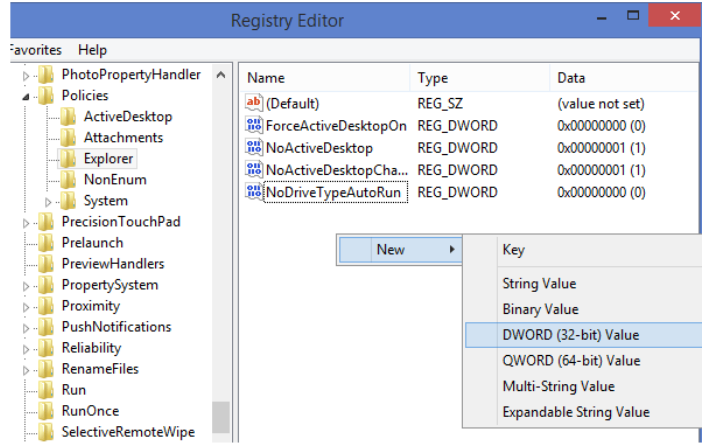 Registry Editor
Favorites Help
PhotoPropertyHandler
Policies
ActiveDesktop
Attachments
Explorer
NonEnum
System
PrecisionTouchPad
Prelaunch
PreviewHandlers
PropertySystem
Proximity
PushNotifications
Reliability
RenameFiles
Run
RunOnce
SelectiveRemoteWipe
Name Type Data
(Default) REG_SZ (value not set)
ForceActiveDesktopOn REG_DWORD 0x00000000 (0)
NoActiveDesktop REG_DWORD 0x00000001 (1)
NoActiveDesktopCha... REG_DWORD 0x00000001 (1)
NoDriveTypeAutoRun REG_DWORD 0x00000000 (0)
New
Key
String Value
Binary Value
DWORD (32-bit) Value
QWORD (64-bit) Value
Multi-String Value
Expandable String Value